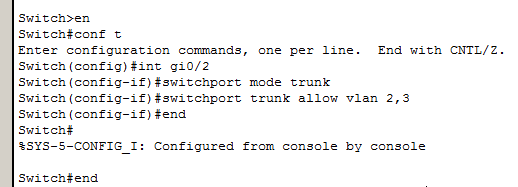 Switch>en
Switch#conf t
Enter configuration commands, one per line.  End with CNTL/Z.
Switch(config)#int gi0/2
Switch(config-if)#switchport mode trunk
Switch(config-if)#switchport trunk allow vlan 2,3
Switch(config-if)#end
Switch#
%SYS-5-CONFIG_I: Configured from console by console
Switch#end